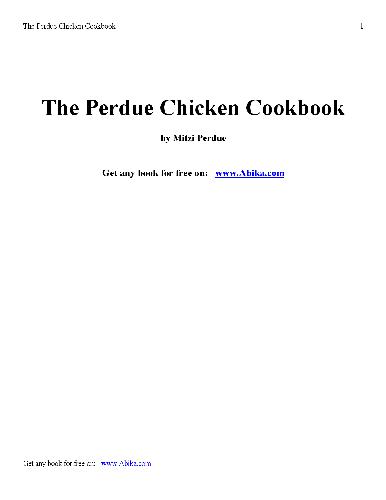 The Perdue Chicken Cookbook 1
The Perdue Chicken Cookbook
by Mitzi Perdue
Get any book for free on: www.Abika.com
Get any book for free on: www.Abika.com